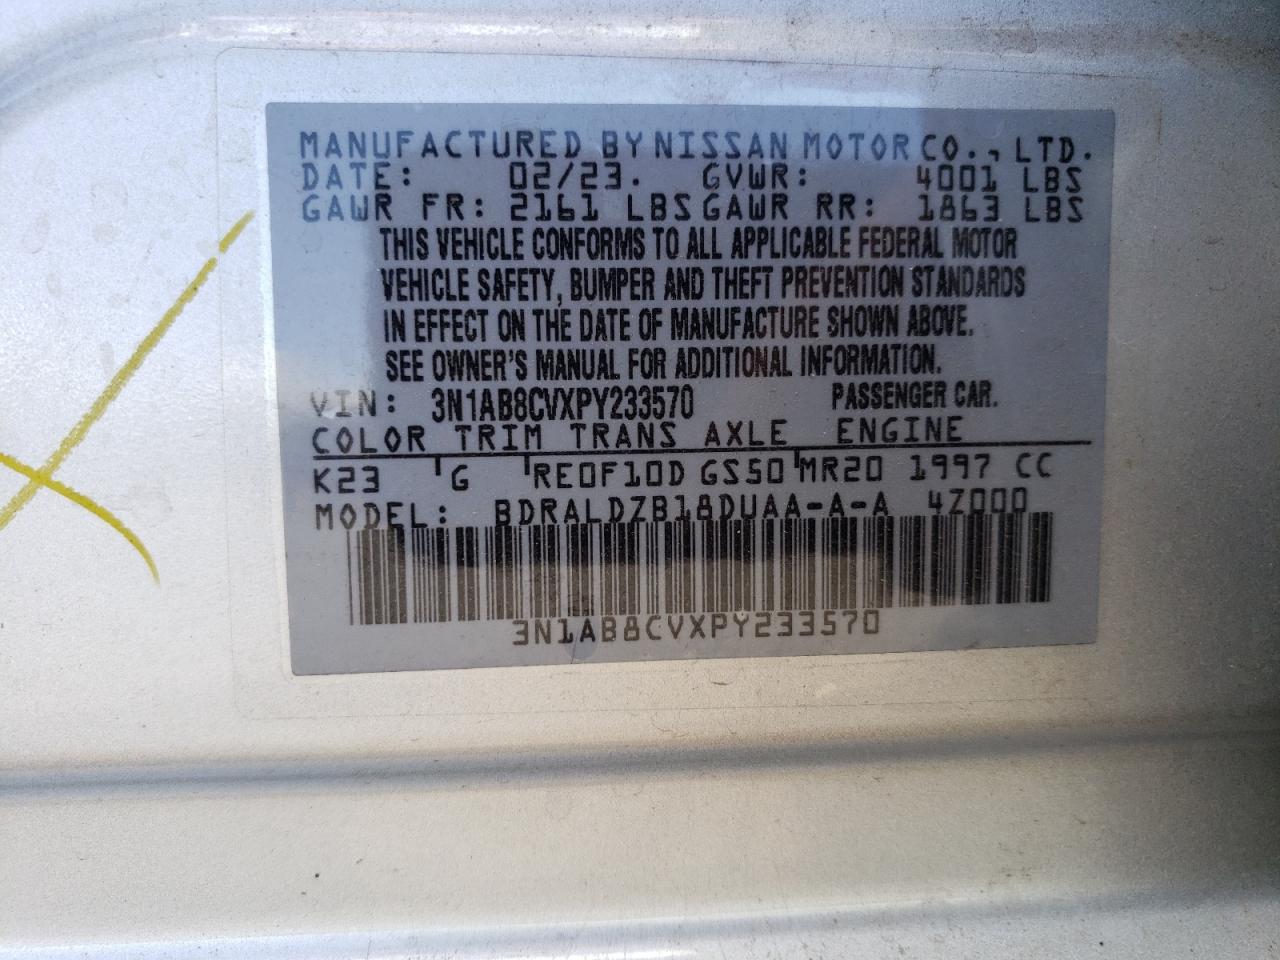 MANUFACTURED BY NISSAN MOTOR CO., LTD.
DATE: 02/23. GVWR: 4001 LBS
GAWR FR: 2161 LBS GAWR RR: 1863 LBS
THIS VEHICLE CONFORMS TO ALL APPLICABLE FEDERAL MOTOR
VEHICLE SAFETY, BUMPER AND THEFT PREVENTION STANDARDS
IN EFFECT ON THE DATE OF MANUFACTURE SHOWN ABOVE.
SEE OWNER'S MANUAL FOR ADDITIONAL INFORMATION.
VIN: 3N1AB8CVXPY233570 PASSENGER CAR.
COLOR TRIM TRANS AXLE ENGINE
K23 G RE0F10D GS50 MR20 1997 CC
MODEL: BDRALDZB18DUAA-A-A 4Z000
3N1AB8CVXPY233570